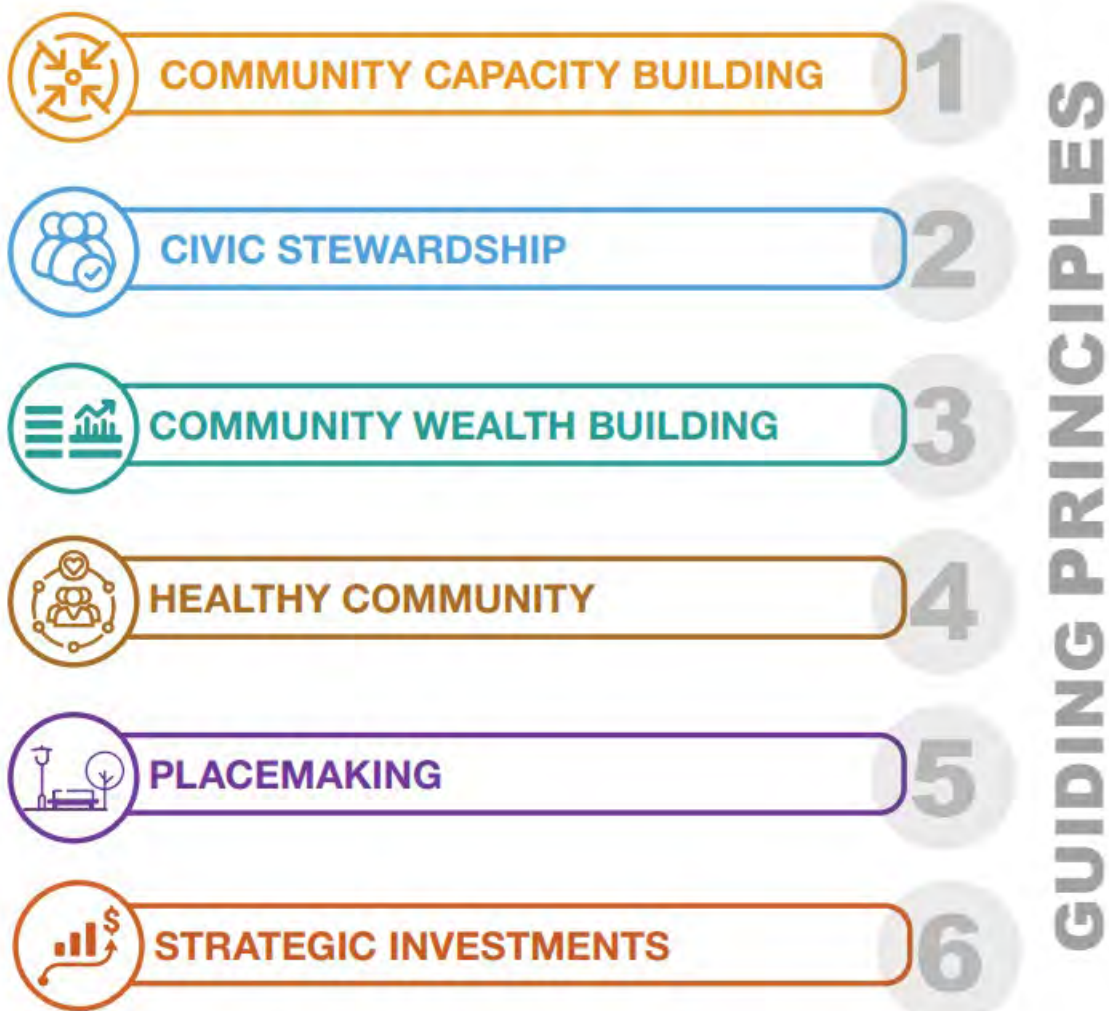 COMMUNITY CAPACITY BUILDING 1
CIVIC STEWARDSHIP 2
COMMUNITY WEALTH BUILDING 3
HEALTHY COMMUNITY 4
PLACEMAKING 5
$
STRATEGIC INVESTMENTS 6
GUIDING PRINCIPLES